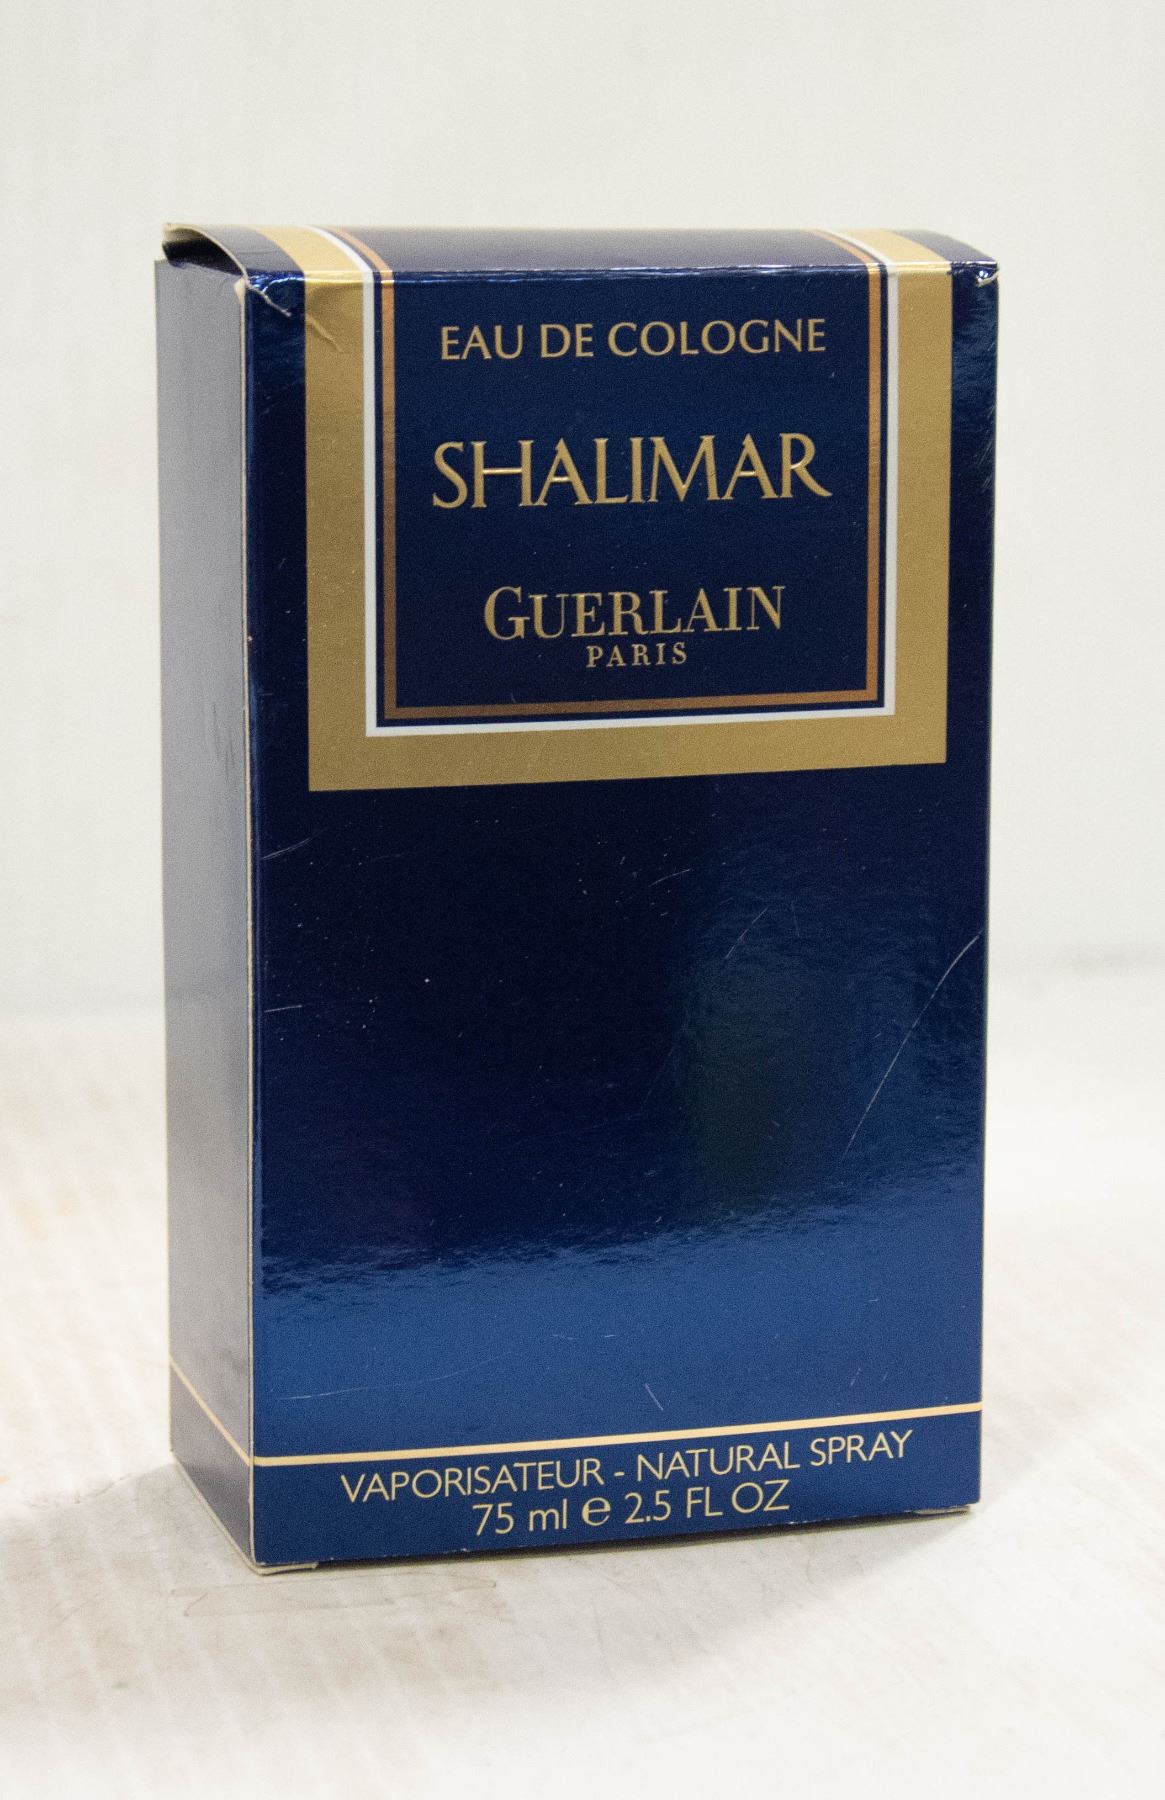 EAU DE COLOGNE
SHALIMAR
GUERLAIN
PARIS
VAPORISATEUR - NATURAL SPRAY
75 ml ℮ 2.5 FL OZ